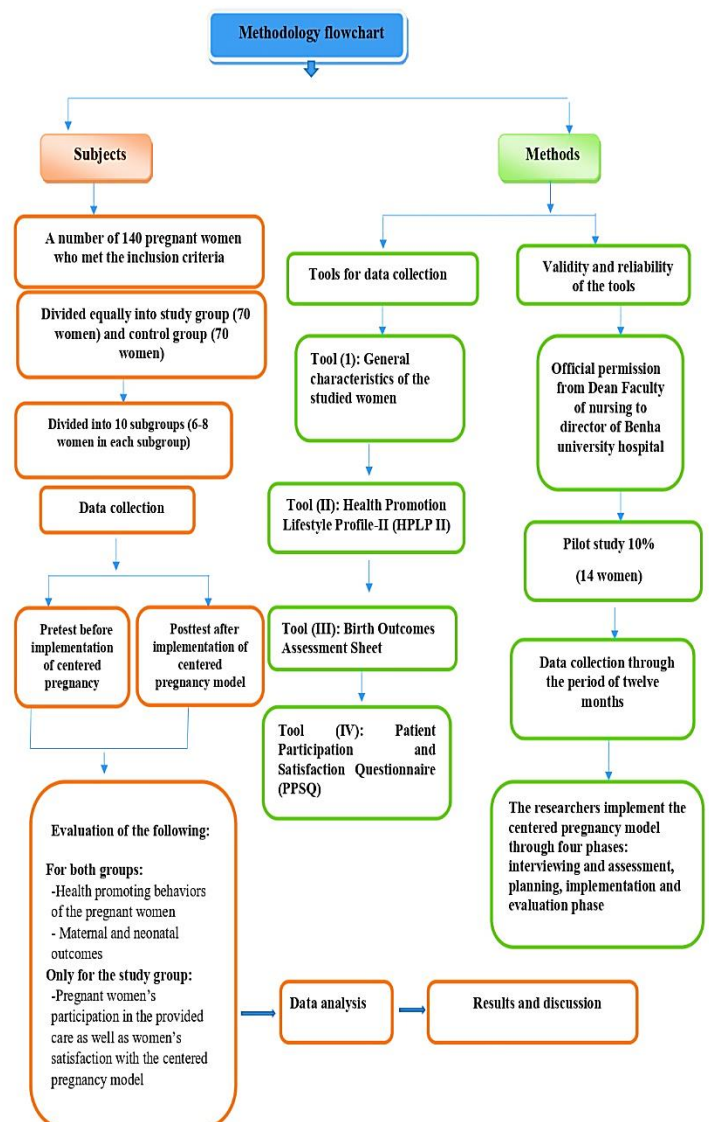 Methodology flowchart
Subjects
Methods
A number of 140 pregnant women
who met the inclusion criteria
Divided equally into study group (70
women) and control group (70
women)
Divided into 10 subgroups (6-8
women in each subgroup)
Data collection
Pretest before
implementation
of centered
pregnancy
Posttest after
implementation of
centered
pregnancy model
Evaluation of the following:
For both groups:
-Health promoting behaviors
of the pregnant women
- Maternal and neonatal
outcomes
Only for the study group:
-Pregnant women’s
participation in the provided
care as well as women’s
satisfaction with the centered
pregnancy model
Data analysis
Results and discussion
Tools for data collection
Tool (1): General
characteristics of the
studied women
Tool (II): Health Promotion
Lifestyle Profile-II (HPLP II)
Tool (III): Birth Outcomes
Assessment Sheet
Tool (IV): Patient
Participation and
Satisfaction Questionnaire
(PPSQ)
Validity and reliability
of the tools
Official permission
from Dean Faculty
of nursing to
director of Benha
university hospital
Pilot study 10%
(14 women)
Data collection through
the period of twelve
months
The researchers implement the
centered pregnancy model
through four phases:
interviewing and assessment,
planning, implementation and
evaluation phase